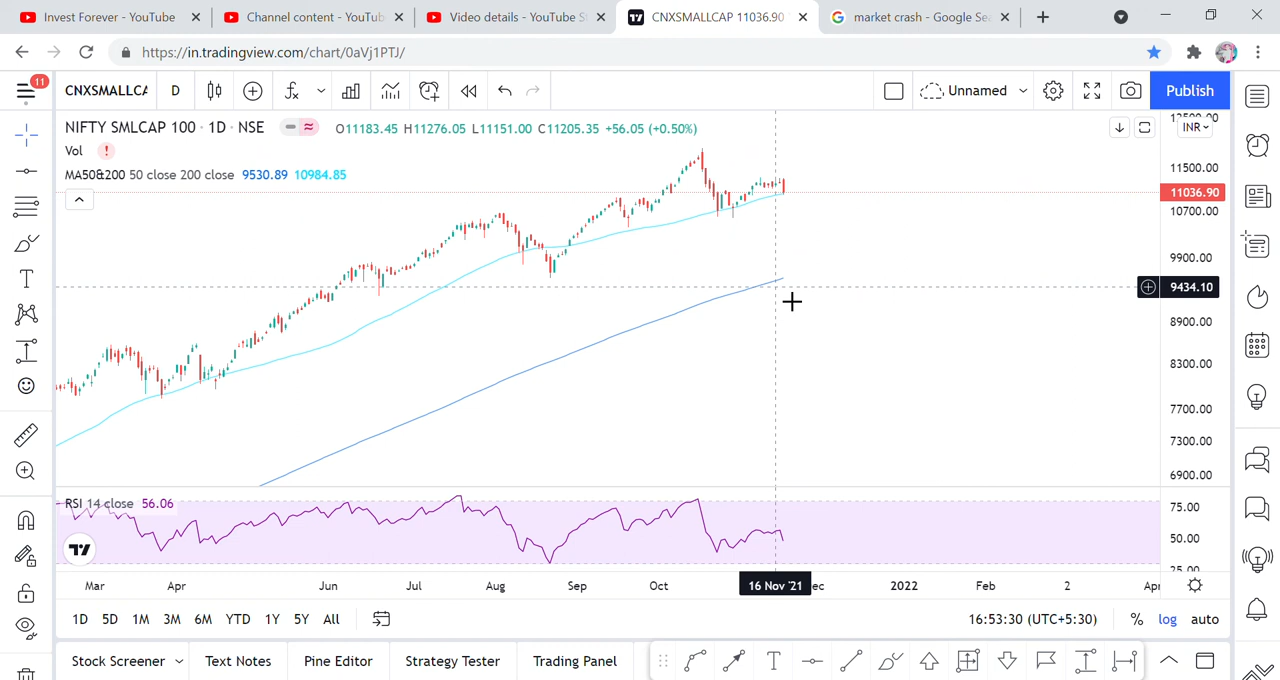 Invest Forever - YouTube
Channel content - YouTub
Video details - YouTube S
CNXSMALLCAP 11036.90
market crash - Google Se
https://in.tradingview.com/chart/0aVj1PTJ/
11
CNXSMALLCA
D
Unnamed
Publish
NIFTY SMLCAP 100 · 1D · NSE
O11183.45 H11276.05 L11151.00 C11205.35 +56.05 (+0.50%)
INR
Vol
MA50&200 50 close 200 close 9530.89 10984.85
12500.00
11500.00
11036.90
10700.00
9900.00
9434.10
8900.00
8300.00
7700.00
7300.00
6900.00
RSI 14 close 56.06
75.00
50.00
25.00
Mar
Apr
Jun
Jul
Aug
Sep
Oct
16 Nov '21
ec
2022
Feb
2
Ap
1D 5D 1M 3M 6M YTD 1Y 5Y All
16:53:30 (UTC+5:30)
% log auto
Stock Screener
Text Notes
Pine Editor
Strategy Tester
Trading Panel